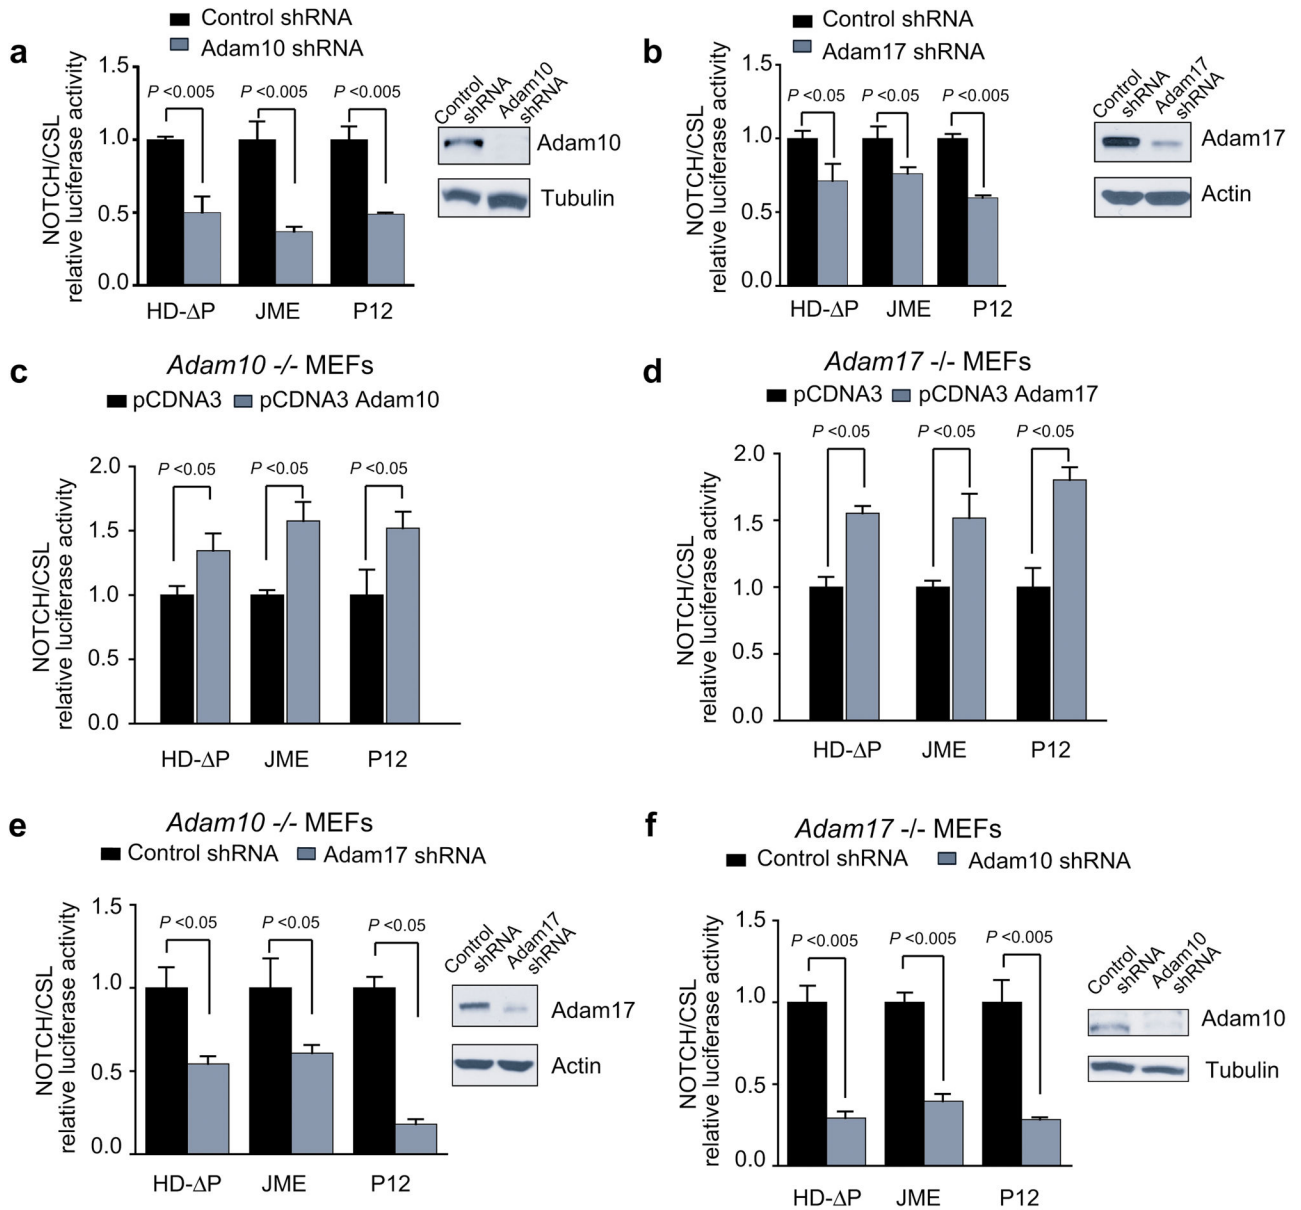 a
Control shRNA
Adam10 shRNA
NOTCH/CSL
relative luciferase activity
1.5
1.0
0.5
0.0
P <0.005
P <0.005
P <0.005
HD-ΔP
JME
P12
Control
shRNA
Adam10
shRNA
Adam10
Tubulin
b
Control shRNA
Adam17 shRNA
NOTCH/CSL
relative luciferase activity
1.5
1.0
0.5
0.0
P <0.05
P <0.05
P <0.005
HD-ΔP
JME
P12
Control
shRNA
Adam17
shRNA
Adam17
Actin
c
Adam10 -/- MEFs
pCDNA3
pCDNA3 Adam10
NOTCH/CSL
relative luciferase activity
2.0
1.5
1.0
0.5
0.0
P <0.05
P <0.05
P <0.05
HD-ΔP
JME
P12
d
Adam17 -/- MEFs
pCDNA3
pCDNA3 Adam17
NOTCH/CSL
relative luciferase activity
2.0
1.5
1.0
0.5
0.0
P <0.05
P <0.05
P <0.05
HD-ΔP
JME
P12
e
Adam10 -/- MEFs
Control shRNA
Adam17 shRNA
NOTCH/CSL
relative luciferase activity
1.5
1.0
0.5
0.0
P <0.05
P <0.05
P <0.05
HD-ΔP
JME
P12
Control
shRNA
Adam17
shRNA
Adam17
Actin
f
Adam17 -/- MEFs
Control shRNA
Adam10 shRNA
NOTCH/CSL
relative luciferase activity
1.5
1.0
0.5
0.0
P <0.005
P <0.005
P <0.005
HD-ΔP
JME
P12
Control
shRNA
Adam10
shRNA
Adam10
Tubulin